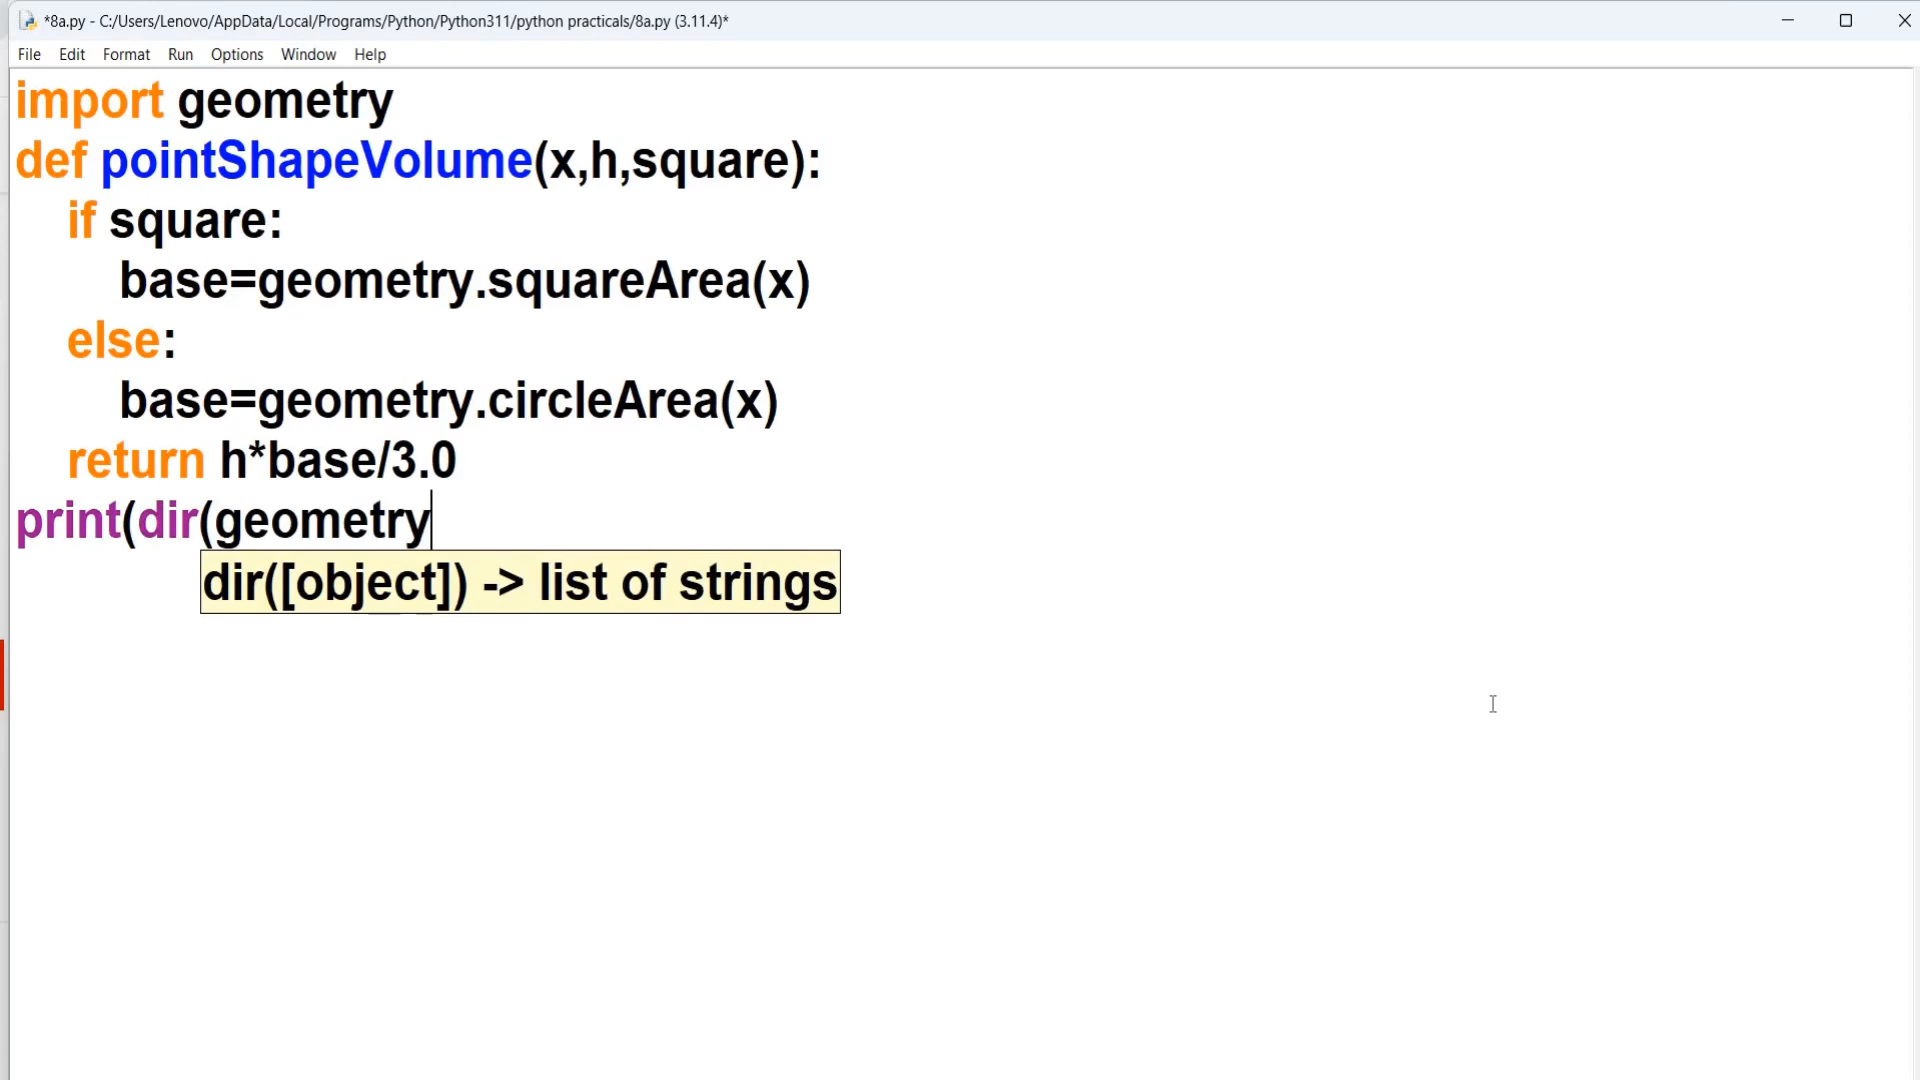 *8a.py - C:/Users/Lenovo/AppData/Local/Programs/Python/Python311/python practicals/8a.py (3.11.4)*
File Edit Format Run Options Window Help
import geometry
def pointShapeVolume(x,h,square):
if square:
base=geometry.squareArea(x)
else:
base=geometry.circleArea(x)
return h*base/3.0
print(dir(geometry
dir([object]) -> list of strings